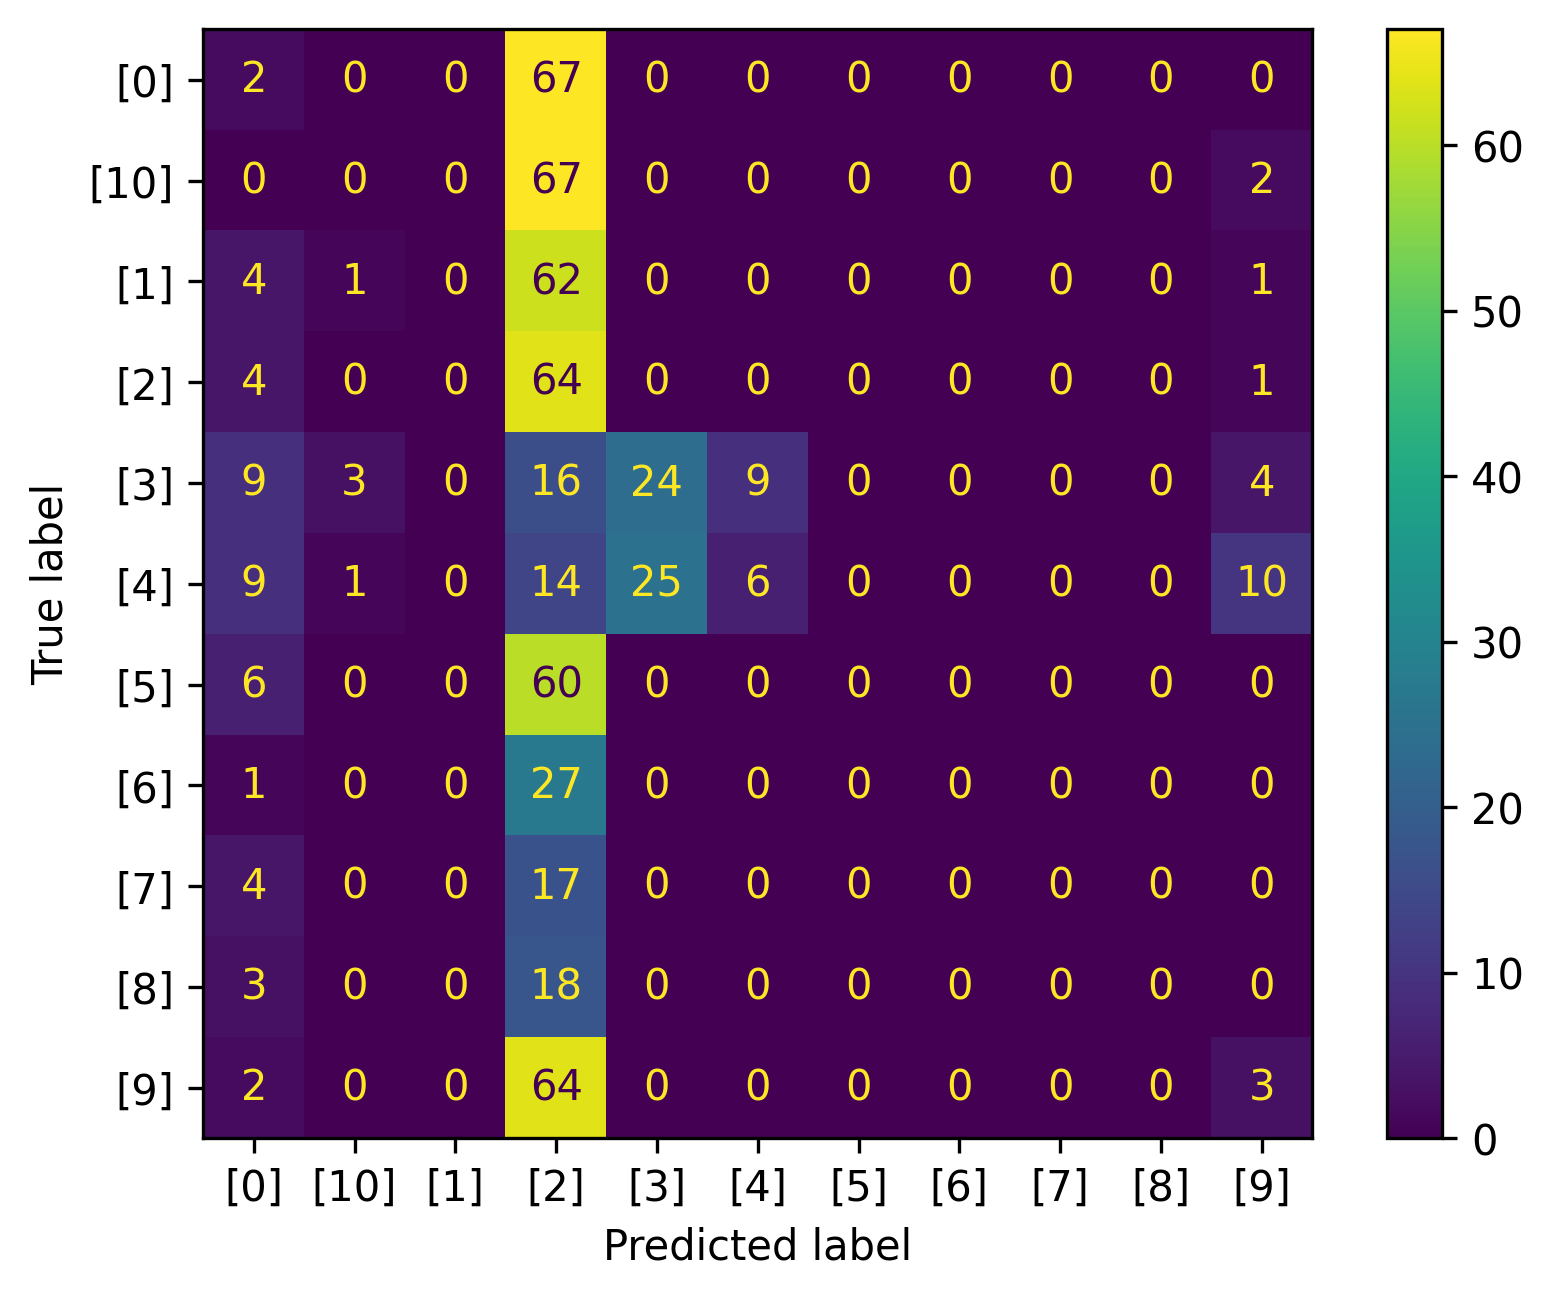 [0] 2 0 0 67 0 0 0 0 0 0 0
[10] 0 0 0 67 0 0 0 0 0 0 2
[1] 4 1 0 62 0 0 0 0 0 0 1
[2] 4 0 0 64 0 0 0 0 0 0 1
[3] 9 3 0 16 24 9 0 0 0 0 4
[4] 9 1 0 14 25 6 0 0 0 0 10
[5] 6 0 0 60 0 0 0 0 0 0 0
[6] 1 0 0 27 0 0 0 0 0 0 0
[7] 4 0 0 17 0 0 0 0 0 0 0
[8] 3 0 0 18 0 0 0 0 0 0 0
[9] 2 0 0 64 0 0 0 0 0 0 3
[0] [10] [1] [2] [3] [4] [5] [6] [7] [8] [9]
Predicted label
True label
60
50
40
30
20
10
0